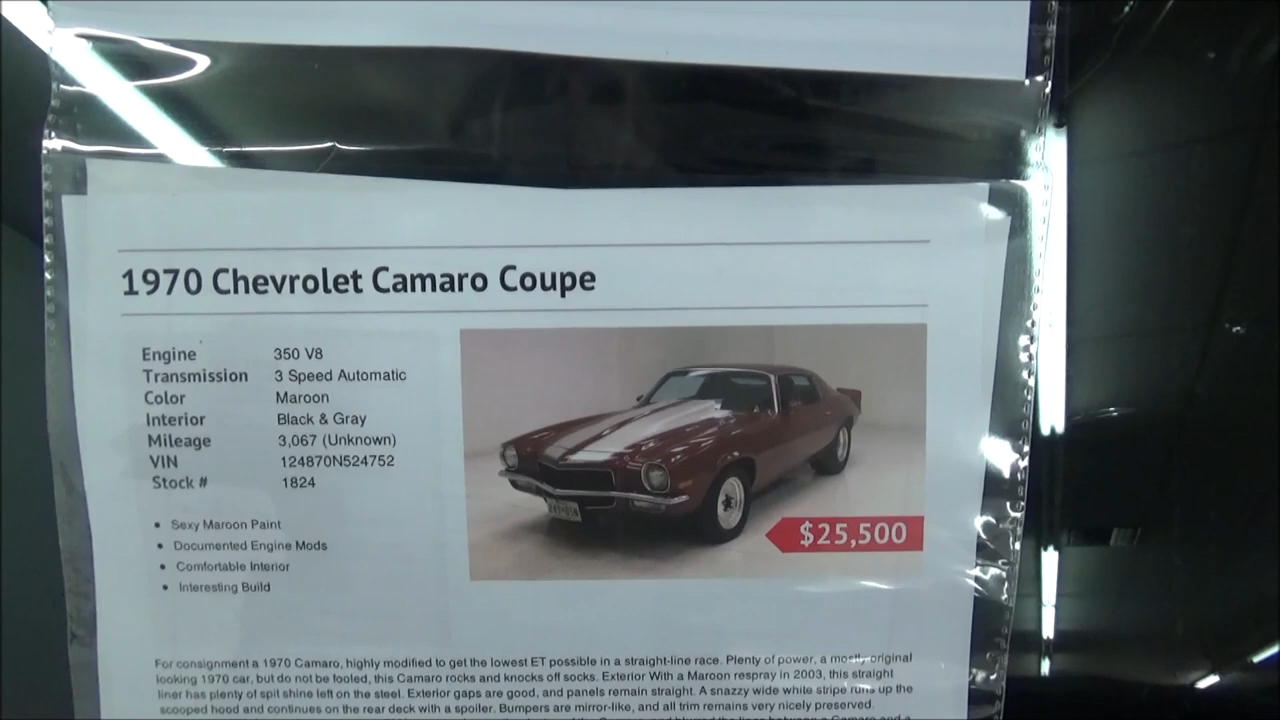 1970 Chevrolet Camaro Coupe
Engine 350 V8
Transmission 3 Speed Automatic
Color Maroon
Interior Black & Gray
Mileage 3,067 (Unknown)
VIN 124870N524752
Stock # 1824
• Sexy Maroon Paint
• Documented Engine Mods
• Comfortable Interior
• Interesting Build
$25,500
For consignment a 1970 Camaro, highly modified to get the lowest ET possible in a straight-line race. Plenty of power, a mostly original
looking 1970 car, but do not be fooled, this Camaro rocks and knocks off socks. Exterior With a Maroon respray in 2003, this straight
liner has plenty of spit shine left on the steel. Exterior gaps are good, and panels remain straight. A snazzy wide white stripe runs up the
scooped hood and continues on the rear deck with a spoiler. Bumpers are mirror-like, and all trim remains very nicely preserved.